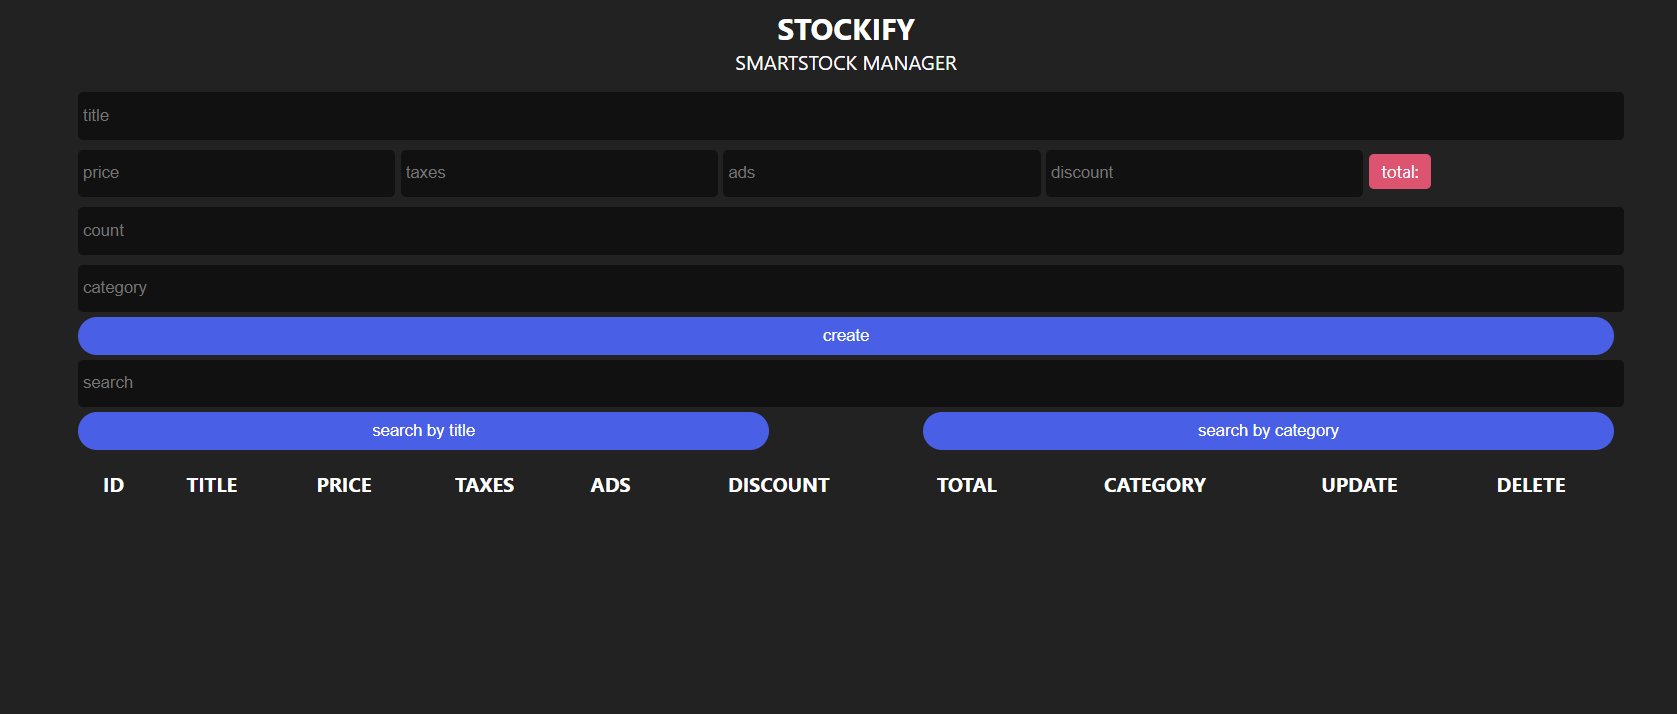 STOCKIFY
SMARTSTOCK MANAGER
title
price taxes ads discount total:
count
category
create
search
search by title search by category
ID TITLE PRICE TAXES ADS DISCOUNT TOTAL CATEGORY UPDATE DELETE